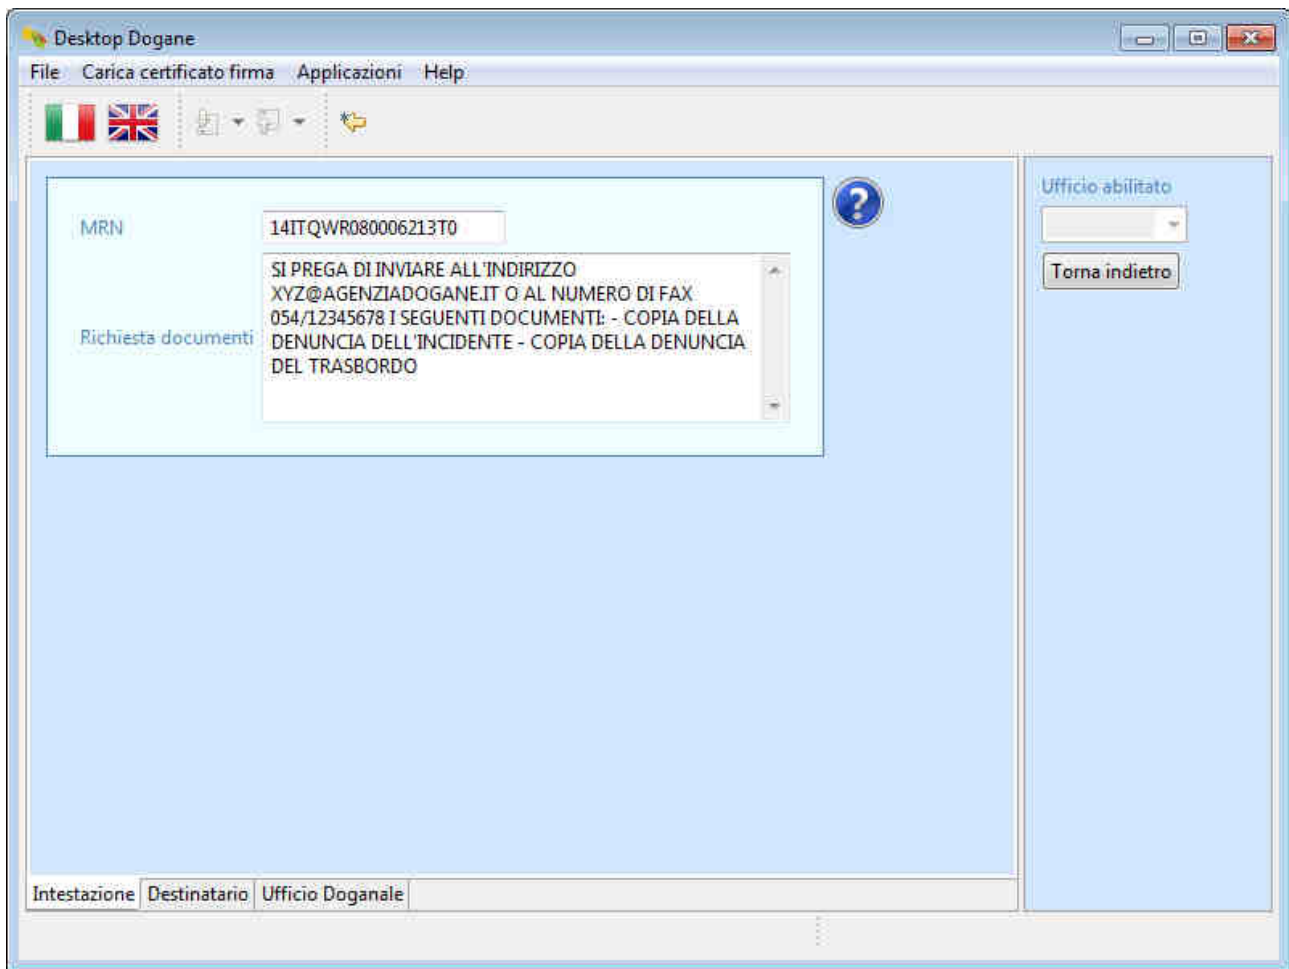 Desktop Dogane
File Carica certificato firma Applicazioni Help
MRN 14ITQWR080006213T0
Richiesta documenti
SI PREGA DI INVIARE ALL'INDIRIZZO
XYZ@AGENZIADOGANE.IT O AL NUMERO DI FAX
054/12345678 I SEGUENTI DOCUMENTI: - COPIA DELLA
DENUNCIA DELL'INCIDENTE - COPIA DELLA DENUNCIA
DEL TRASBORDO
Ufficio abilitato
Torna indietro
Intestazione Destinatario Ufficio Doganale